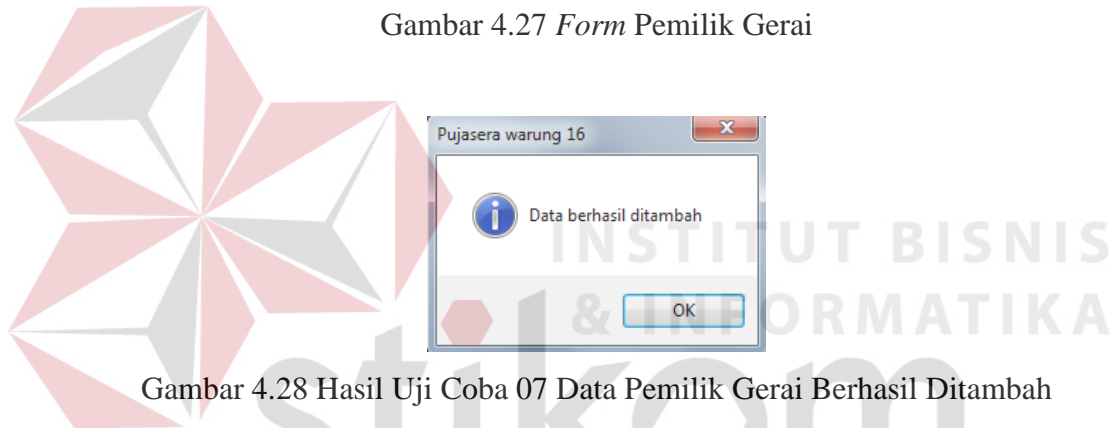 Gambar 4.27 Form Pemilik Gerai
Pujasera warung 16
Data berhasil ditambah
OK
INSTITUT BISNIS
& INFORMATIKA
stikom
Gambar 4.28 Hasil Uji Coba 07 Data Pemilik Gerai Berhasil Ditambah